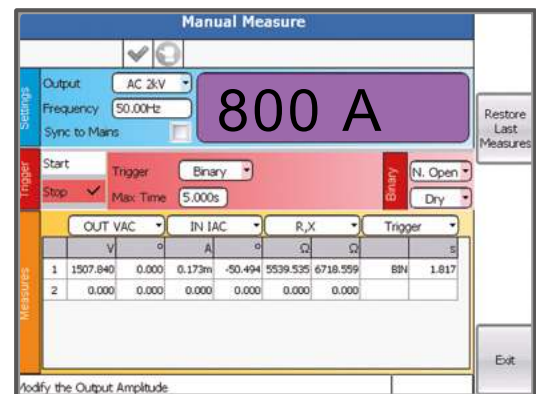 Manual Measure
Settings
Output AC 2kV
Frequency 50.00Hz
Sync to Mains
800 A
Restore
Last
Measures
Trigger
Start
Stop
Trigger Binary
Max Time 5.000s
Binary
N. Open
Dry
Measures
OUT VAC IN IAC R,X Trigger
V ° A ° Ω Ω s
1 1507.840 0.000 0.173m -50.494 5539.535 6718.559 BIN 1.817
2 0.000 0.000 0.000 0.000 0.000 0.000
Exit
Modify the Output Amplitude